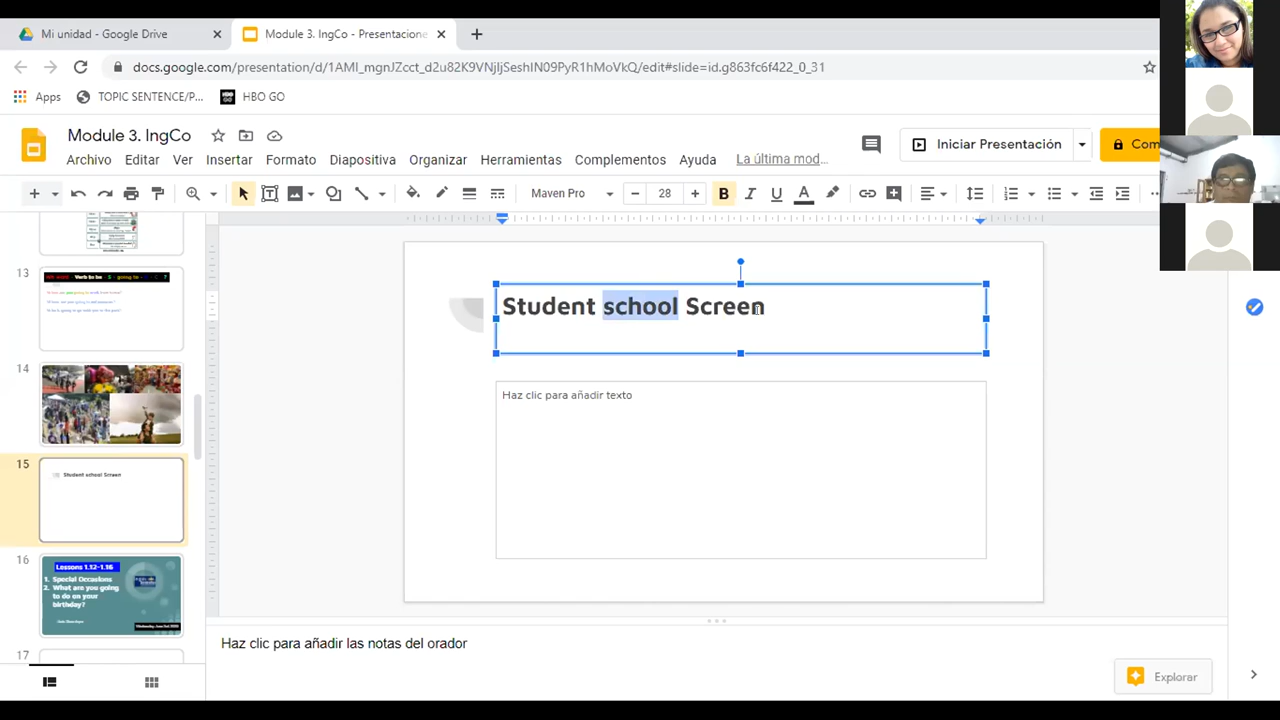 Mi unidad - Google Drive
Module 3. IngCo - Presentacione
docs.google.com/presentation/d/
/edit#slide=id.g863fc6f422_0_31
Apps
TOPIC SENTENCE/P...
HBO GO
Module 3. IngCo
Iniciar Presentación
Com
Archivo Editar Ver Insertar Formato Diapositiva Organizar Herramientas Complementos Ayuda La última mod...
Maven Pro
28
B I U A
13
14
15
Student school Screen
16
Lessons 1.12-1.16
1. Special Occasions
2. What are you going to do on your birthday?
17
Student school Screen
Haz clic para añadir texto
Haz clic para añadir las notas del orador
Explorar